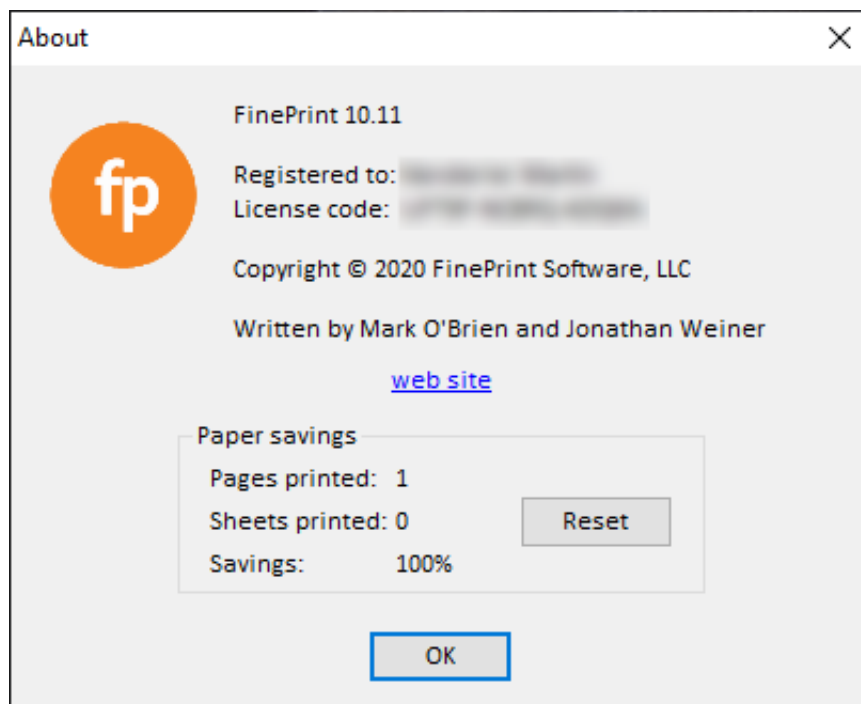 About
fp
FinePrint 10.11
Registered to:
License code:
Copyright © 2020 FinePrint Software, LLC
Written by Mark O'Brien and Jonathan Weiner
web site
Paper savings
Pages printed: 1
Sheets printed: 0
Reset
Savings: 100%
OK